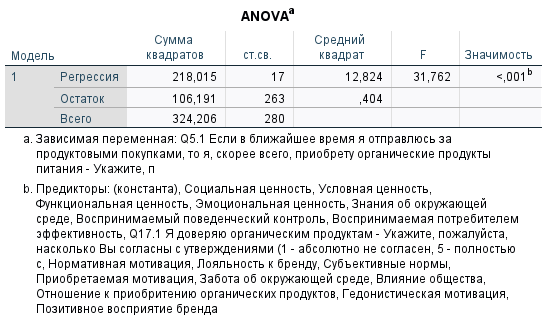 ANOVAa
Модель Сумма квадратов ст.св. Средний квадрат F Значимость
1 Регрессия 218,015 17 12,824 31,762 <,001b
Остаток 106,191 263 ,404
Всего 324,206 280
a. Зависимая переменная: Q5.1 Если в ближайшее время я отправлюсь за
продуктовыми покупками, то я, скорее всего, приобрету органические продукты
питания - Укажите, п
b. Предикторы: (константа), Социальная ценность, Условная ценность,
Функциональная ценность, Эмоциональная ценность, Знания об окружающей
среде, Воспринимаемый поведенческий контроль, Воспринимаемая потребителем
эффективность, Q17.1 Я доверяю органическим продуктам - Укажите, пожалуйста,
насколько Вы согласны с утверждениями (1 - абсолютно не согласен, 5 - полностью
с, Нормативная мотивация, Лояльность к бренду, Субъективные нормы,
Приобретаемая мотивация, Забота об окружающей среде, Влияние общества,
Отношение к прибритению органических продуктов, Гедонистическая мотивация,
Позитивное восприятие бренда